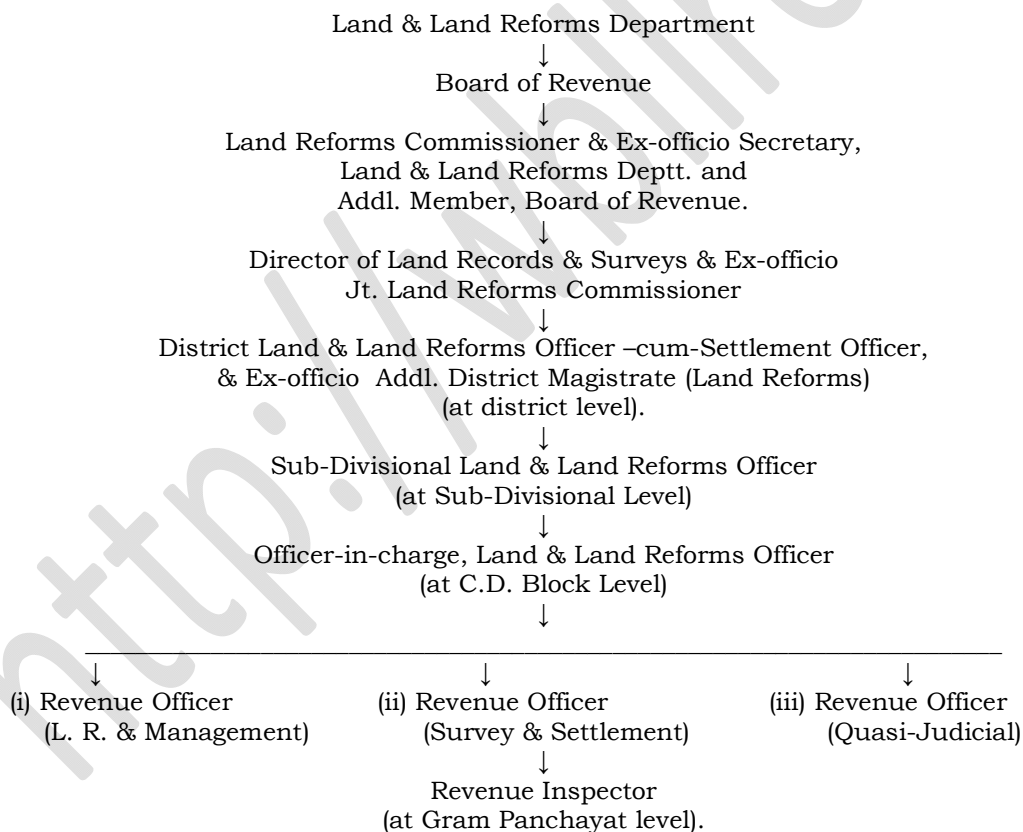 Land & Land Reforms Department
↓
Board of Revenue
↓
Land Reforms Commissioner & Ex-officio Secretary,
Land & Land Reforms Deptt. and
Addl. Member, Board of Revenue.
↓
Director of Land Records & Surveys & Ex-officio
Jt. Land Reforms Commissioner
↓
District Land & Land Reforms Officer –cum-Settlement Officer,
& Ex-officio Addl. District Magistrate (Land Reforms)
(at district level).
↓
Sub-Divisional Land & Land Reforms Officer
(at Sub-Divisional Level)
↓
Officer-in-charge, Land & Land Reforms Officer
(at C.D. Block Level)
↓
↓ ↓ ↓
(i) Revenue Officer (ii) Revenue Officer (iii) Revenue Officer
(L. R. & Management) (Survey & Settlement) (Quasi-Judicial)
↓
Revenue Inspector
(at Gram Panchayat level).
http://wbllr